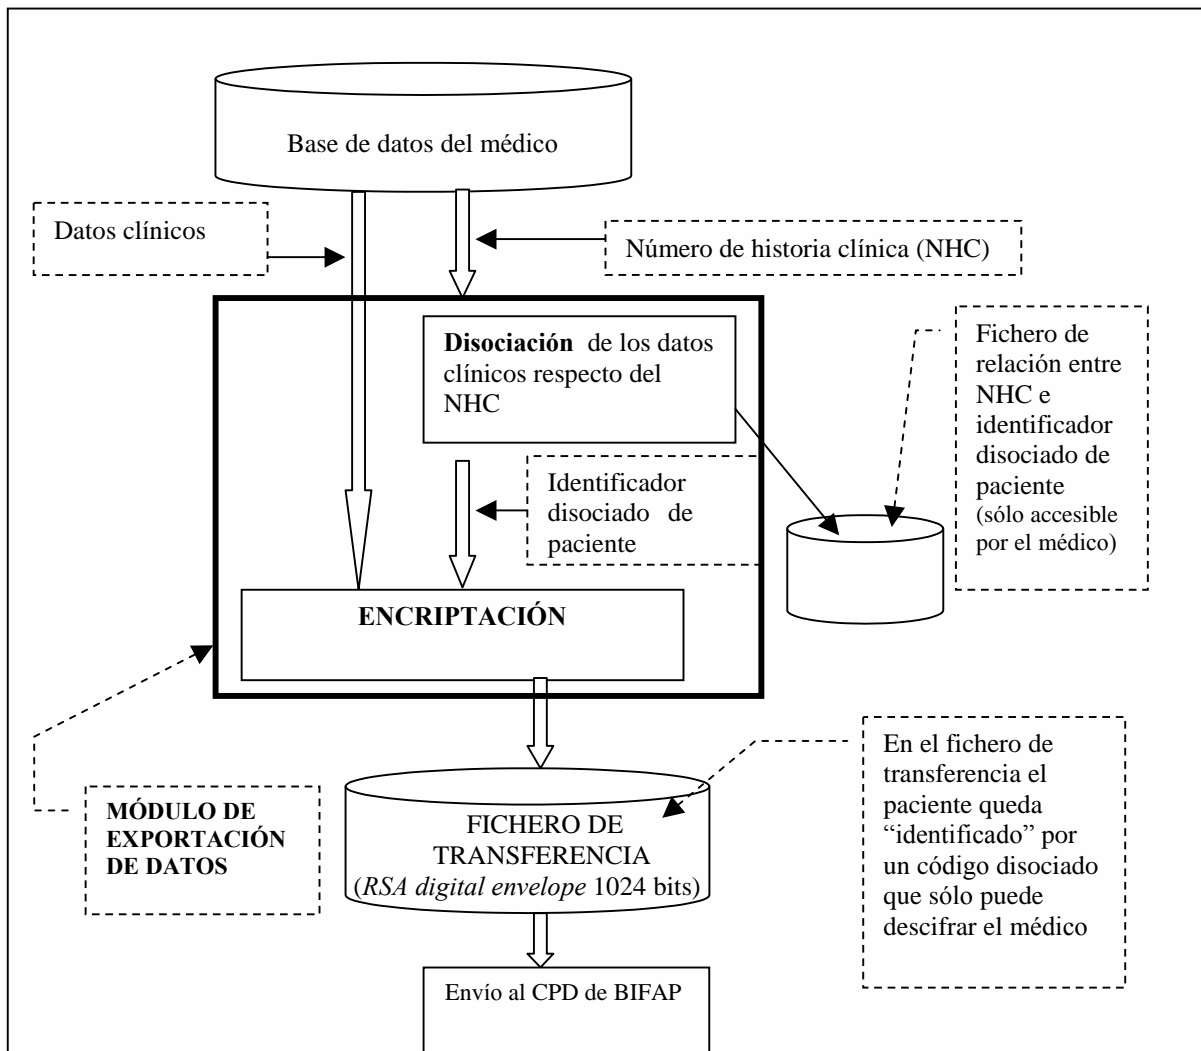 Base de datos del médico
Datos clínicos
Número de historia clínica (NHC)
Disociación de los datos
clínicos respecto del
NHC
Fichero de
relación entre
NHC e
identificador
disociado de
paciente
(sólo accesible
por el médico)
Identificador
disociado de
paciente
ENCRIPTACIÓN
MÓDULO DE
EXPORTACIÓN
DE DATOS
FICHERO DE
TRANSFERENCIA
(RSA digital envelope 1024 bits)
En el fichero de
transferencia el
paciente queda
“identificado” por
un código disociado
que sólo puede
descifrar el médico
Envío al CPD de BIFAP